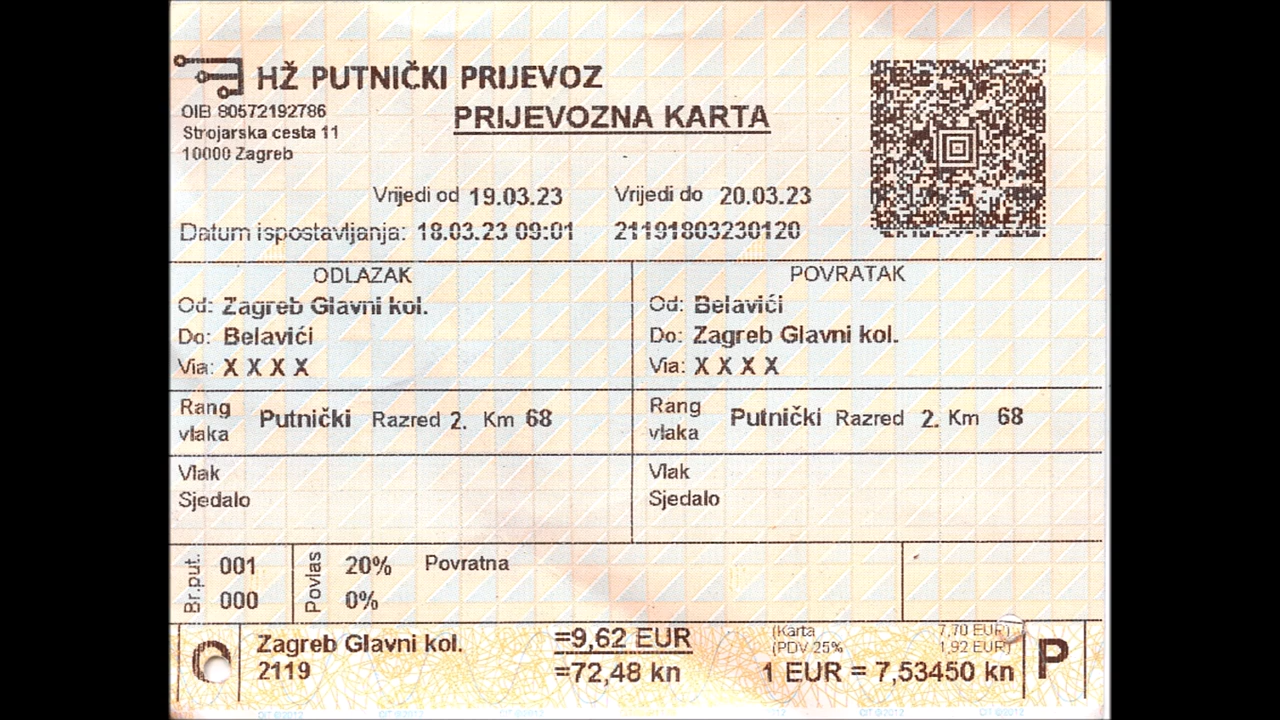 HŽ PUTNIČKI PRIJEVOZ
OIB 80572192786
PRIJEVOZNA KARTA
Strojarska cesta 11
10000 Zagreb
Vrijedi od 19.03.23 Vrijedi do 20.03.23
Datum ispostavljanja: 18.03.23 09:01 21191803230120
ODLAZAK
Od: Zagreb Glavni kol.
Do: Belavići
Via: X X X X
Rang vlaka Putnički Razred 2. Km 68
Vlak
Sjedalo
POVRATAK
Od: Belavići
Do: Zagreb Glavni kol.
Via: X X X X
Rang vlaka Putnički Razred 2. Km 68
Vlak
Sjedalo
Br.put. 001 Povlas 20% Povratna
000 0%
O Zagreb Glavni kol. =9,62 EUR (Karta 7,70 EUR) P
(PDV 25% 1,92 EUR)
2119 =72,48 kn 1 EUR = 7,53450 kn